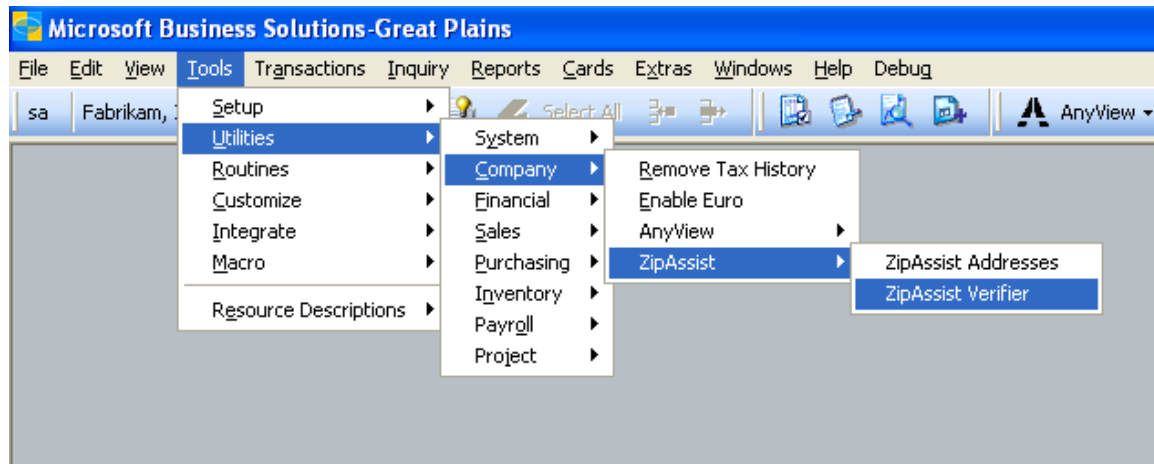 Microsoft Business Solutions-Great Plains
File Edit View Tools Transactions Inquiry Reports Cards Extras Windows Help Debug
sa Fabrikam, Select All AnyView
Setup
Utilities
Routines
Customize
Integrate
Macro
Resource Descriptions
System
Company
Financial
Sales
Purchasing
Inventory
Payroll
Project
Remove Tax History
Enable Euro
AnyView
ZipAssist
ZipAssist Addresses
ZipAssist Verifier